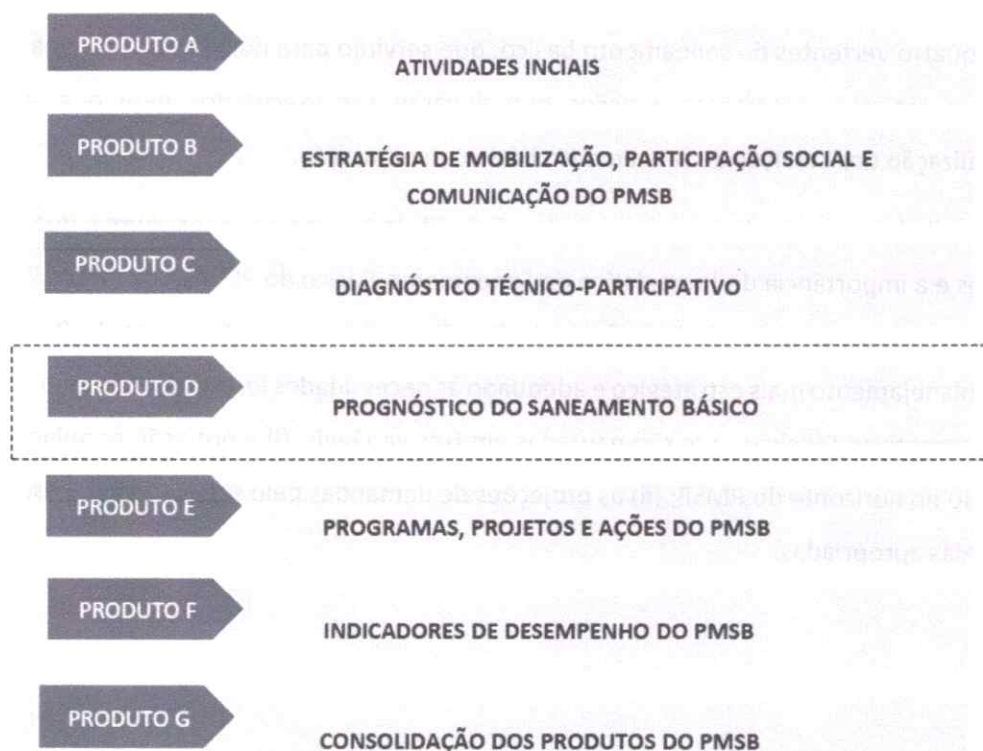 PRODUTO A
ATIVIDADES INCIAIS
PRODUTO B
ESTRATÉGIA DE MOBILIZAÇÃO, PARTICIPAÇÃO SOCIAL E
COMUNICAÇÃO DO PMSB
PRODUTO C
DIAGNÓSTICO TÉCNICO-PARTICIPATIVO
PRODUTO D
PROGNÓSTICO DO SANEAMENTO BÁSICO
PRODUTO E
PROGRAMAS, PROJETOS E AÇÕES DO PMSB
PRODUTO F
INDICADORES DE DESEMPENHO DO PMSB
PRODUTO G
CONSOLIDAÇÃO DOS PRODUTOS DO PMSB